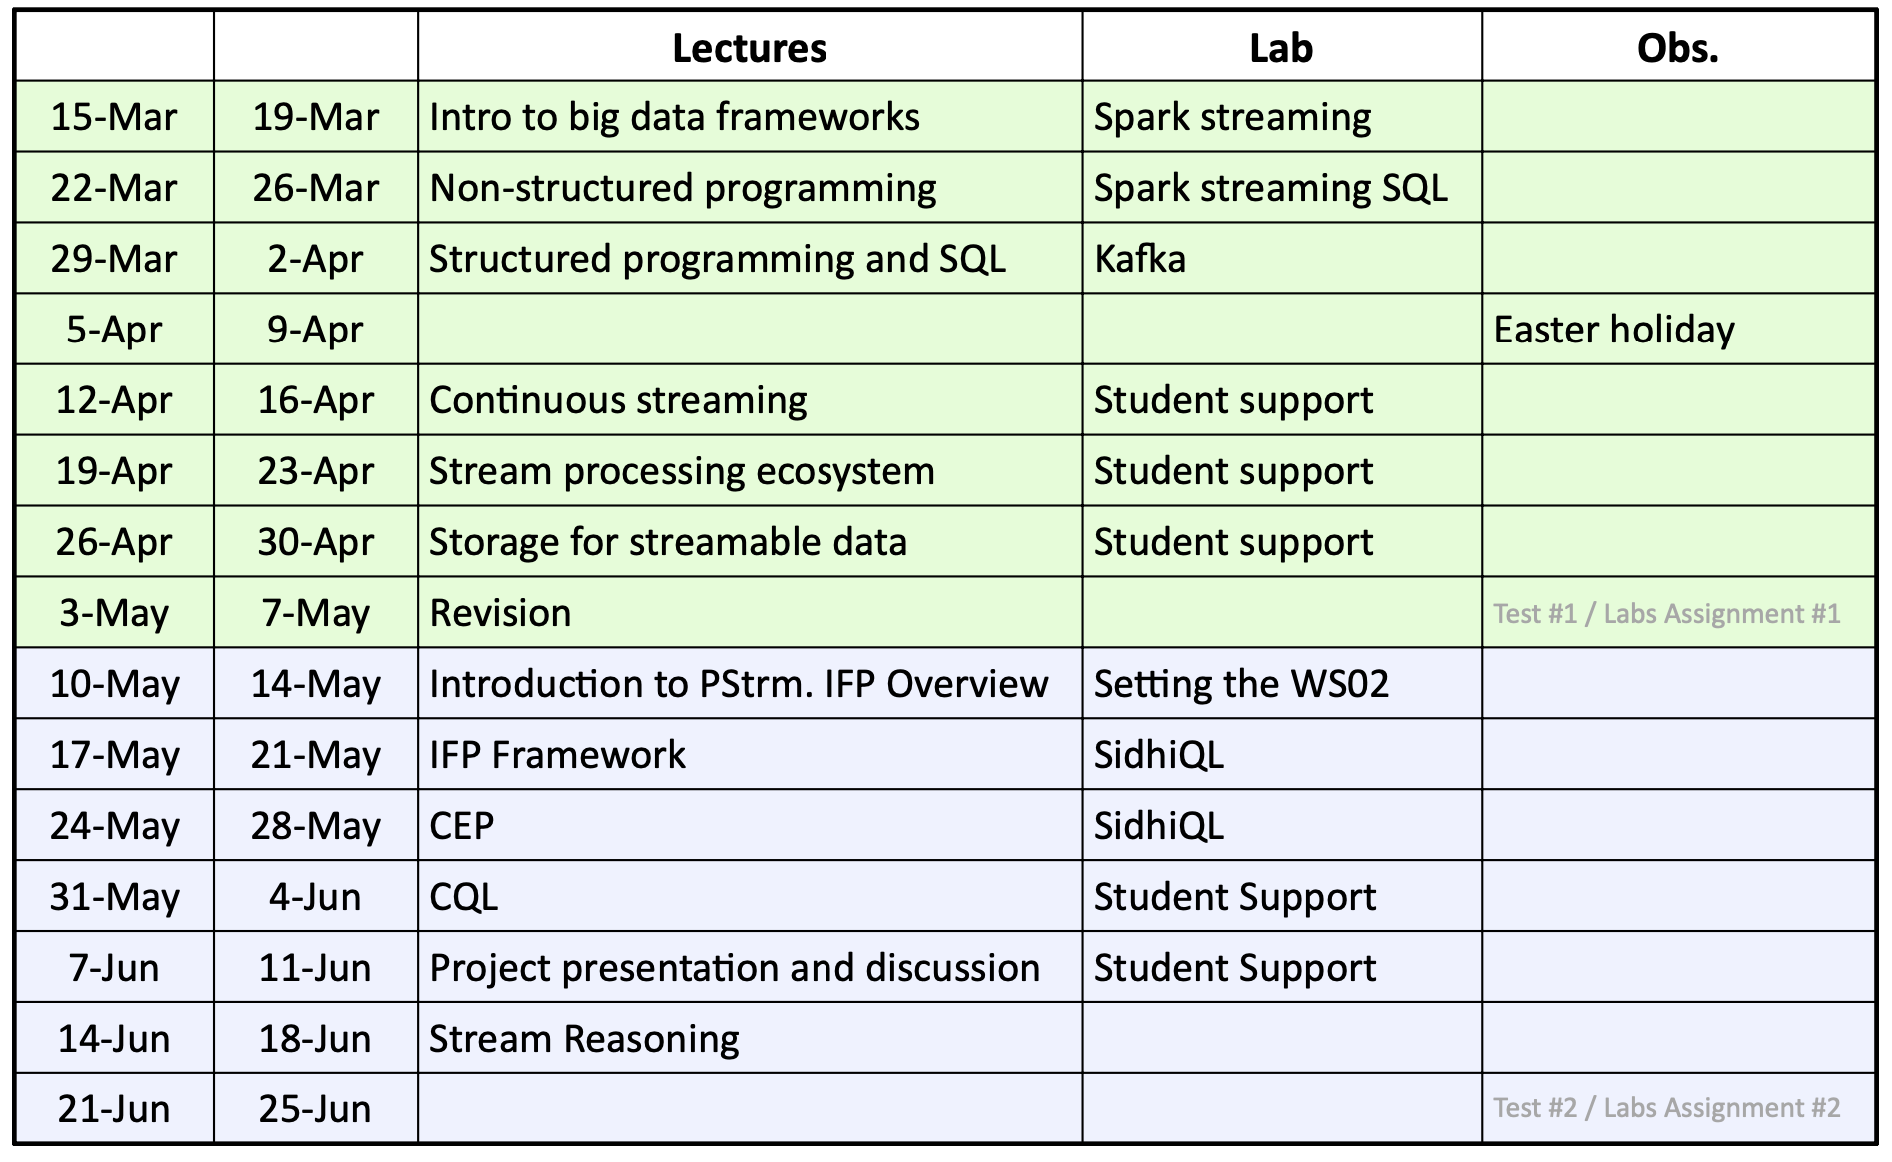 Lectures Lab Obs.
15-Mar 19-Mar Intro to big data frameworks Spark streaming
22-Mar 26-Mar Non-structured programming Spark streaming SQL
29-Mar 2-Apr Structured programming and SQL Kafka
5-Apr 9-Apr Easter holiday
12-Apr 16-Apr Continuous streaming Student support
19-Apr 23-Apr Stream processing ecosystem Student support
26-Apr 30-Apr Storage for streamable data Student support
3-May 7-May Revision Test #1 / Labs Assignment #1
10-May 14-May Introduction to PStrm. IFP Overview Setting the WS02
17-May 21-May IFP Framework SidhiQL
24-May 28-May CEP SidhiQL
31-May 4-Jun CQL Student Support
7-Jun 11-Jun Project presentation and discussion Student Support
14-Jun 18-Jun Stream Reasoning
21-Jun 25-Jun Test #2 / Labs Assignment #2